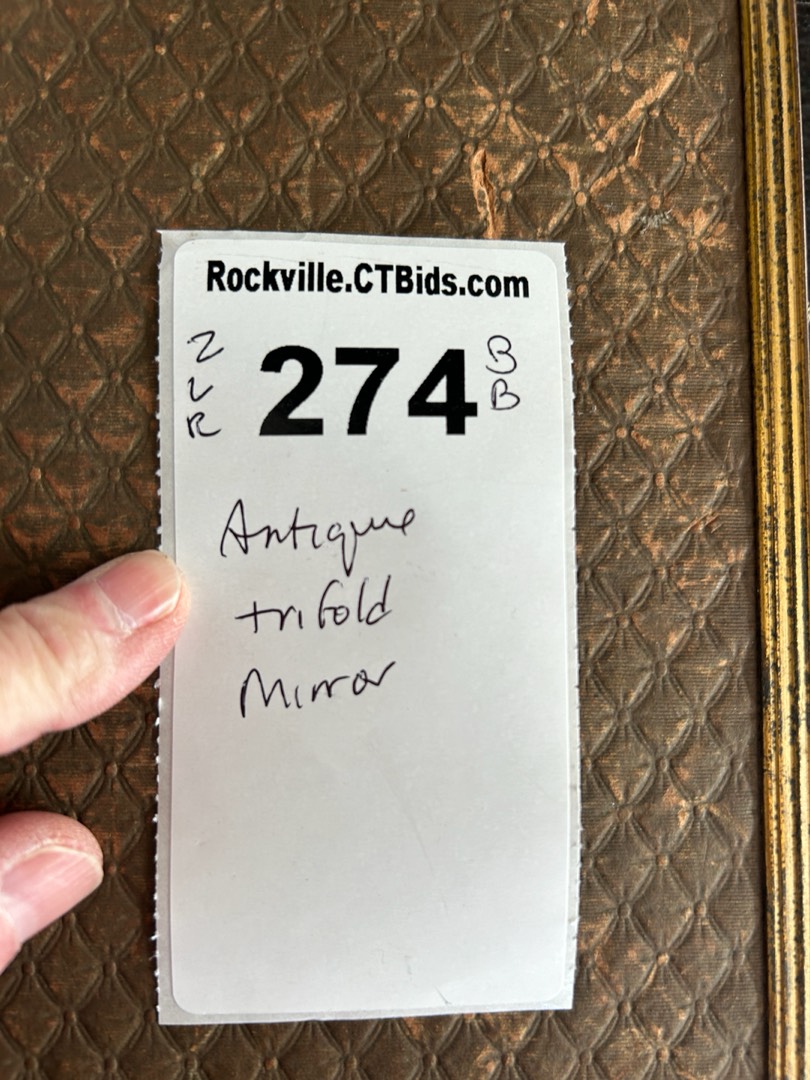 Rockville.CTBids.com
274
Antique
trifold
Mirror